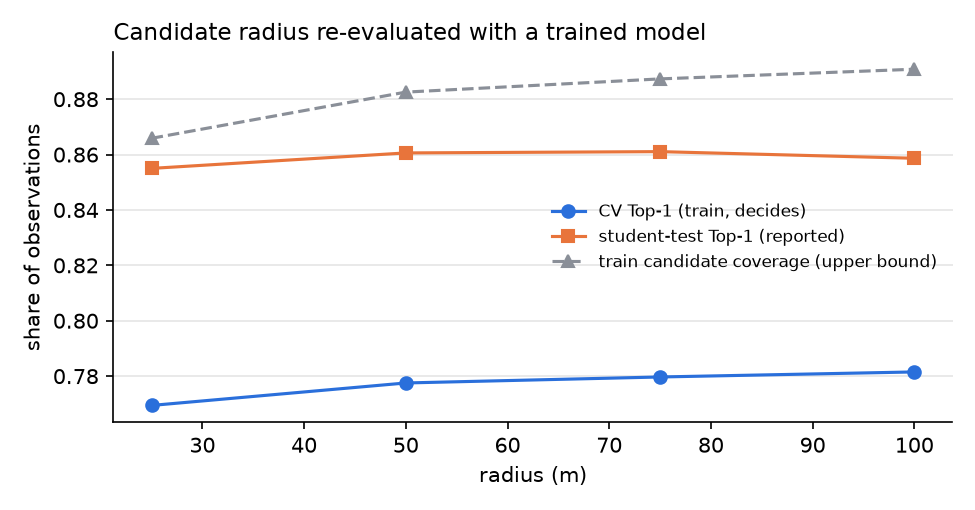 Candidate radius re-evaluated with a trained model
share of observations
0.88
0.86
0.84
0.82
0.80
0.78
CV Top-1 (train, decides)
student-test Top-1 (reported)
train candidate coverage (upper bound)
30 40 50 60 70 80 90 100
radius (m)